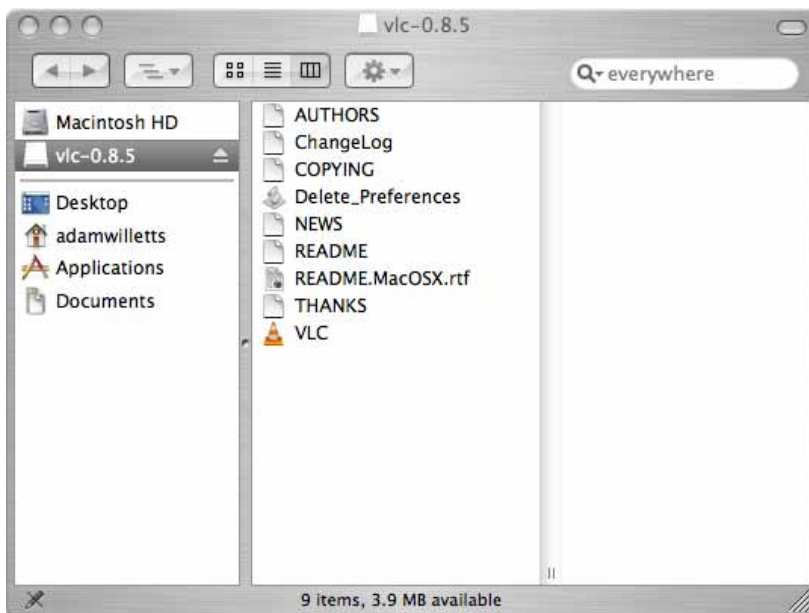 vlc-0.8.5
everywhere
Macintosh HD
vlc-0.8.5
Desktop
adamwilletts
Applications
Documents
AUTHORS
ChangeLog
COPYING
Delete_Preferences
NEWS
README
README.MacOSX.rtf
THANKS
VLC
9 items, 3.9 MB available